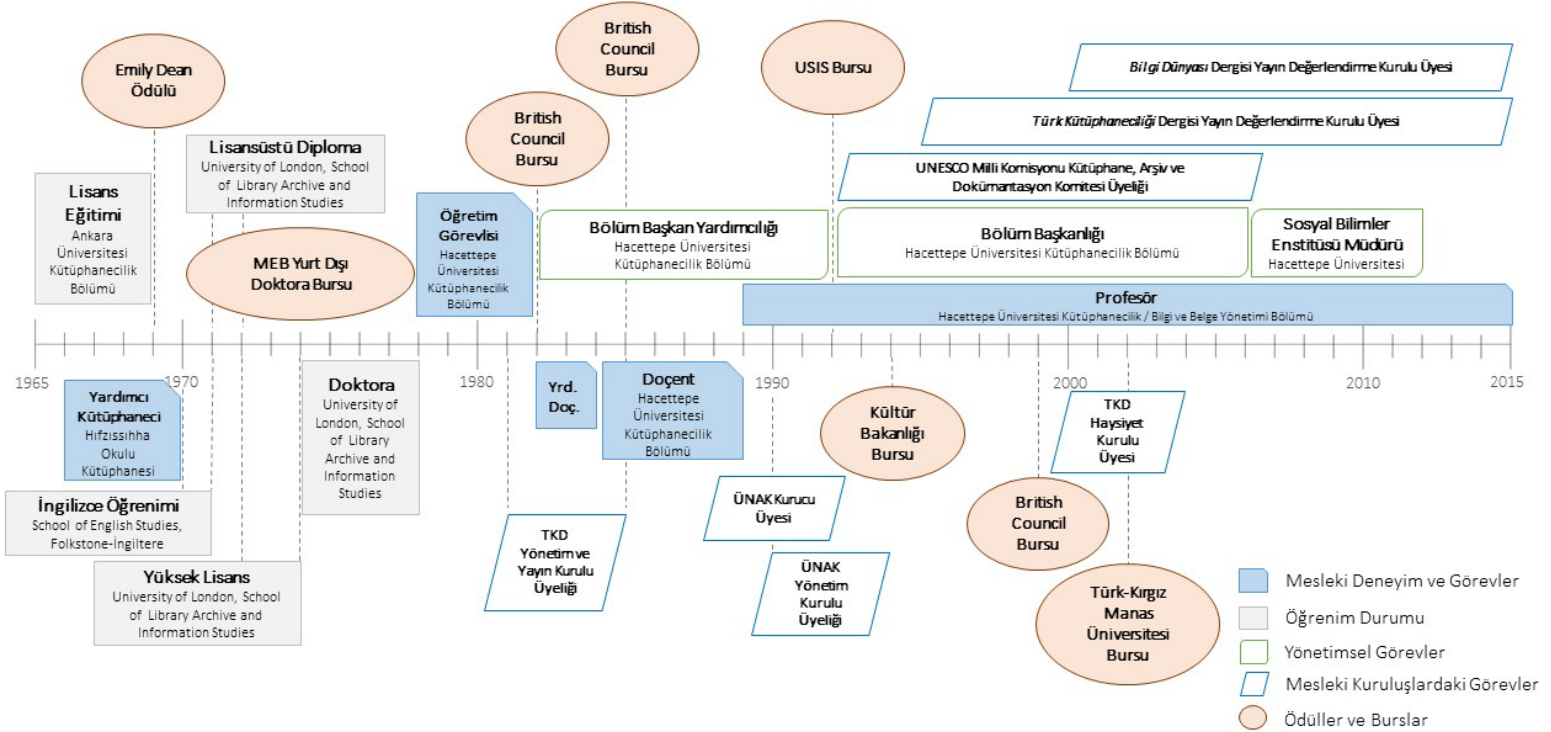 Emily Dean
Ödülü
British
Council
Bursu
British
Council
Bursu
USIS Bursu
Bilgi Dünyası Dergisi Yayın Değerlendirme Kurulu Üyesi
Türk Kütüphaneciliği Dergisi Yayın Değerlendirme Kurulu Üyesi
UNESCO Milli Komisyonu Kütüphane, Arşiv ve
Dokümantasyon Komitesi Üyeliği
Lisans
Eğitimi
Ankara
Üniversitesi
Kütüphanecilik
Bölümü
Lisansüstü Diploma
University of London, School
of Library Archive and
Information Studies
MEB Yurt Dışı
Doktora Bursu
Öğretim
Görevlisi
Hacettepe
Üniversitesi
Kütüphanecilik
Bölümü
Bölüm Başkan Yardımcılığı
Hacettepe Üniversitesi
Kütüphanecilik Bölümü
Bölüm Başkanlığı
Hacettepe Üniversitesi Kütüphanecilik Bölümü
Sosyal Bilimler
Enstitüsü Müdürü
Hacettepe Üniversitesi
Profesör
Hacettepe Üniversitesi Kütüphanecilik / Bilgi ve Belge Yönetimi Bölümü
1965
1970
1980
1990
2000
2010
2015
Yardımcı
Kütüphaneci
Hıfzıssıhha
Okulu
Kütüphanesi
İngilizce Öğrenimi
School of English Studies,
Folkstone-İngiltere
Yüksek Lisans
University of London, School
of Library Archive and
Information Studies
Doktora
University of
London, School
of Library
Archive and
Information
Studies
Yrd.
Doç.
Doçent
Hacettepe
Üniversitesi
Kütüphanecilik
Bölümü
TKD
Yönetim ve
Yayın Kurulu
Üyeliği
ÜNAK Kurucu
Üyesi
ÜNAK
Yönetim
Kurulu
Üyeliği
Kültür
Bakanlığı
Bursu
British
Council
Bursu
TKD
Haysiyet
Kurulu
Üyesi
Türk-Kırgız
Manas
Üniversitesi
Bursu
Mesleki Deneyim ve Görevler
Öğrenim Durumu
Yönetimsel Görevler
Mesleki Kuruluşlardaki Görevler
Ödüller ve Burslar